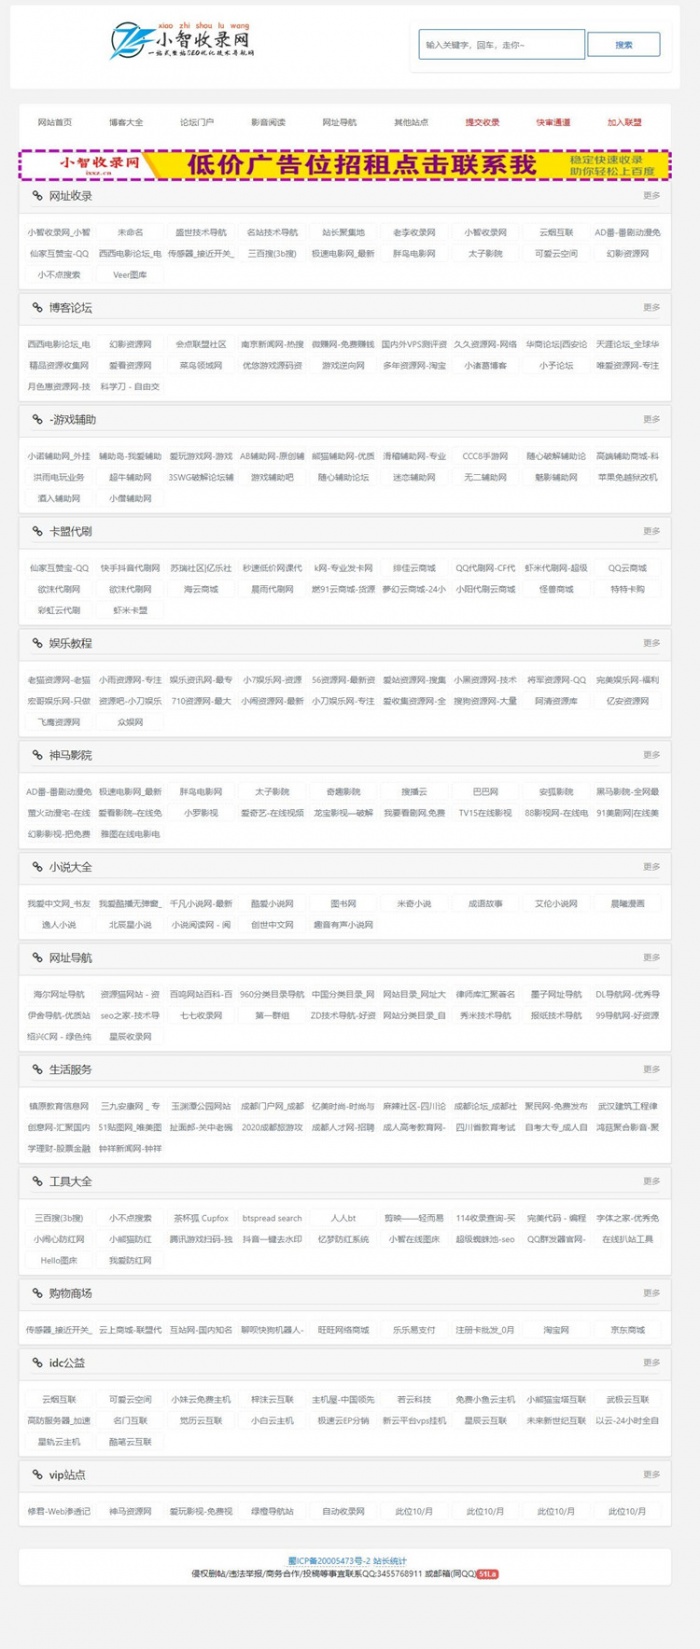 xiao zhi shou lu wang
小智收录网
一站式整站SEO优化技术导航网
输入关键字，回车，走你~ 搜索
网站首页 博客大全 论坛门户 影音阅读 网址导航 其他站点 提交收录 快审通道 加入联盟
小智收录网 低价广告位招租点击联系我 稳定快速收录
助你轻松上百度
网址收录 更多
小智收录网_小智 未命名 盛世技术导航 名站技术导航 站长聚集地 老李收录网 小智收录网 云烟互联 AD番-番剧动漫免
仙家互赞宝-QQ 西西电影论坛_电 传感器_接近开关_ 三百搜(3b搜) 极速电影网_最新 胖鸟电影网 太子影院 可爱云空间 幻影资源网
小不点搜索 Veer图库
博客论坛 更多
西西电影论坛_电 幻影资源网 会点联盟社区 南京新闻网-热搜 微赚网-免费赚钱 国内外VPS测评资 久久资源网-网络 华商论坛|西安论 天涯论坛_全球华
精品资源收集网 爱看资源网 菜鸟领域网 优悠游戏源码资 游戏逆向网 多年资源网-淘宝 小诸葛博客 小予论坛 唯爱资源网-专注
月色应资源网-技 科学刀 - 自由交
-游戏辅助 更多
小诺辅助网_外挂 辅助岛-我爱辅助 爱玩游戏网-游戏 AB辅助网-原创辅 熊猫辅助网-优质 滑稽辅助网-专业 CCC8手游网 随心破解辅助论 高端辅助商城-科
洪雨电玩业务 超牛辅助网 3SWG破解论坛辅 游戏辅助吧 随心辅助论坛 迷恋辅助网 无二辅助网 魅影辅助网 苹果免越狱改机
酒入辅助网 小偿辅助网
卡盟代刷 更多
仙家互赞宝-QQ 快手抖音代刷网 苏瑞社区|亿乐社 秒速低价网课代 k网-专业发卡网 帅佳云商城 QQ代刷网-CF代 虾米代刷网-超级 QQ云商城
欲沫代刷网 欲沫代刷网 海云商城 晨雨代刷网 燃91云商城-货源 夢幻云商城-24小 小阳代刷云商城 怪兽商城 特特卡购
彩虹云代刷 虾米卡盟
娱乐教程 更多
老猫资源网-老猫 小雨资源网-专注 娱乐资讯网-最专 小7娱乐网-资源 56资源网-最新资 爱站资源网-搜集 小黑资源网-技术 将军资源网-QQ 完美娱乐网-福利
宏哥娱乐网-只做 资源吧-小刀娱乐 710资源网-最大 小闹资源网-最新 小刀娱乐网-专注 爱收集资源网-全 搜狗资源网-大量 阿清资源库 亿安资源网
飞鹰资源网 众娱网
神马影院 更多
AD番-番剧动漫免 极速电影网_最新 胖鸟电影网 太子影院 奇趣影院 搜播云 巴巴网 安狐影院 黑马影院-全网最
萤火动漫宅-在线 爱看影院–在线免 小罗影视 爱奇艺-在线视频 龙宝影视—破解 我要看剧网,免费 TV15在线影视 88影视网-在线电 91美剧网|在线美
幻影影视-把免费 雅图在线电影电
小说大全 更多
我爱中文网_书友 我爱酷播无弹窗_ 千凡小说网-最新 酷爱小说网 图书网 米奇小说 成语故事 艾伦小说网 晨曦漫画
逸人小说 北辰星小说 小说阅读网 - 阅 创世中文网 趣音有声小说网
网址导航 更多
海尔网址导航 资源猫网站 - 资 百鸣网站百科-百 960分类目录导航 中国分类目录_网 网站目录_网址大 律师库汇聚著名 墨子网址导航 DL导航网-优秀导
伊舍导航-优质站 seo之家-技术导 七七收录网 第一群组 ZD技术导航-好资 网站分类目录_自 秀米技术导航 报纸技术导航 99导航网-好资源
绍兴C网 - 绿色纯 星辰收录网
生活服务 更多
镇原教育信息网 三九安康网 _ 专 玉渊潭公园网站 成都门户网_成都 忆美时尚-时尚与 麻辣社区-四川论 成都论坛_成都社 聚民网-免费发布 武汉建筑工程律
创意网-汇聚国内 51贴图网_唯美图 扯面郎-关中老碗 2020成都旅游攻 成都人才网-招聘 成人高考教育网- 四川省教育考试 自考大专_成人自 鸿菇聚合影音-聚
学理财-股票金融 钟祥新闻网-钟祥
工具大全 更多
三百搜(3b搜) 小不点搜索 茶杯狐 Cupfox btspread search 人人bt 剪映——轻而易 114收录查询-买 完美代码 - 编程 字体之家-优秀免
小闹心防红网 小熊猫防红 腾讯游戏扫码-独 抖音一键去水印 忆梦防红系统 小智在线图床 超级蜘蛛池-seo QQ群发器官网- 在线扒站工具
Hello图床 我爱防红网
购物商场 更多
传感器_接近开关_ 云上商城-联盟代 互站网-国内知名 聊呗快狗机器人- 旺旺网络商城 乐乐易支付 注册卡批发_0月 淘宝网 京东商城
idc公益 更多
云烟互联 可爱云空间 小妹云免费主机 梓沫云互联 主机屋-中国领先 若云科技 免费小鱼云主机 小熊猫宝塔互联 武极云互联
高防服务器_加速 名门互联 觉历云互联 小白云主机 极速云EP分销 新云平台vps挂机 星辰云互联 未来新世纪互联 以云-24小时全自
星轨云主机 酷笔云互联
vip站点 更多
修君-Web渗透记 神马资源网 爱玩影视-免费视 绿橙导航站 自动收录网 此位10/月 此位10/月 此位10/月 此位10/月
蜀ICP备20005473号-2 站长统计
侵权删帖/违法举报/商务合作/投稿等事宜联系QQ:3455768911 或邮箱(同QQ) 51La